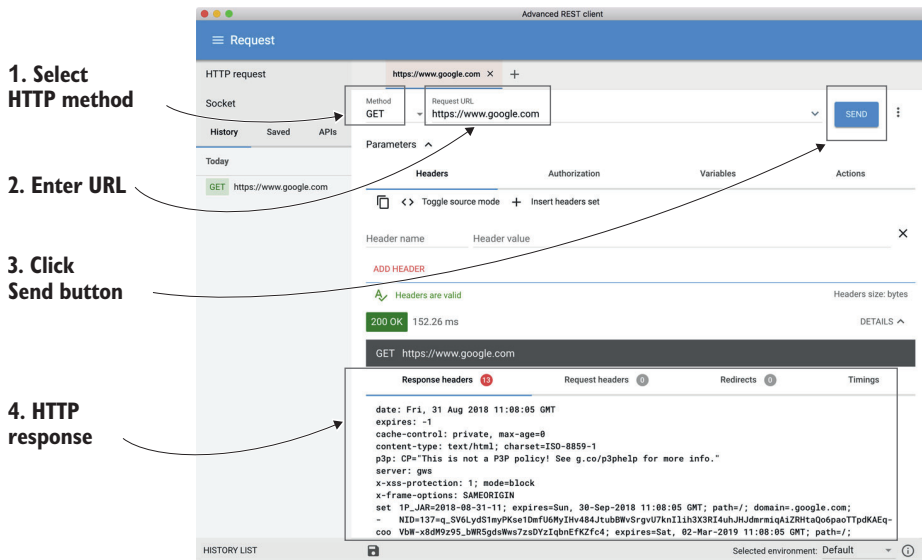 Advanced REST client
Request
1. Select
HTTP method
2. Enter URL
3. Click
Send button
4. HTTP
response
HTTP request
Socket
History Saved APIs
Today
GET https://www.google.com
HISTORY LIST
https://www.google.com × +
Method Request URL
GET https://www.google.com
SEND
Parameters
Headers Authorization Variables Actions
<> Toggle source mode + Insert headers set
Header name Header value ×
ADD HEADER
Headers are valid Headers size: bytes
200 OK 152.26 ms DETAILS
GET https://www.google.com
Response headers 13 Request headers 0 Redirects 0 Timings
date: Fri, 31 Aug 2018 11:08:05 GMT
expires: -1
cache-control: private, max-age=0
content-type: text/html; charset=ISO-8859-1
p3p: CP="This is not a P3P policy! See g.co/p3phelp for more info."
server: gws
x-xss-protection: 1; mode=block
x-frame-options: SAMEORIGIN
set 1P_JAR=2018-08-31-11; expires=Sun, 30-Sep-2018 11:08:05 GMT; path=/; domain=.google.com;
- NID=137=q_SV6LydS1myPKse1DmfU6MyIHv484JtubBWvSrgvU7knIlih3X3RI4uhJHJdmrmiqAiZRHtaQo6paoTTpdKAEq-
coo VbW-x8dM9z95_bWR5gdsWws7zsDYzIqbnEfKZfc4; expires=Sat, 02-Mar-2019 11:08:05 GMT; path=/;
Selected environment: Default